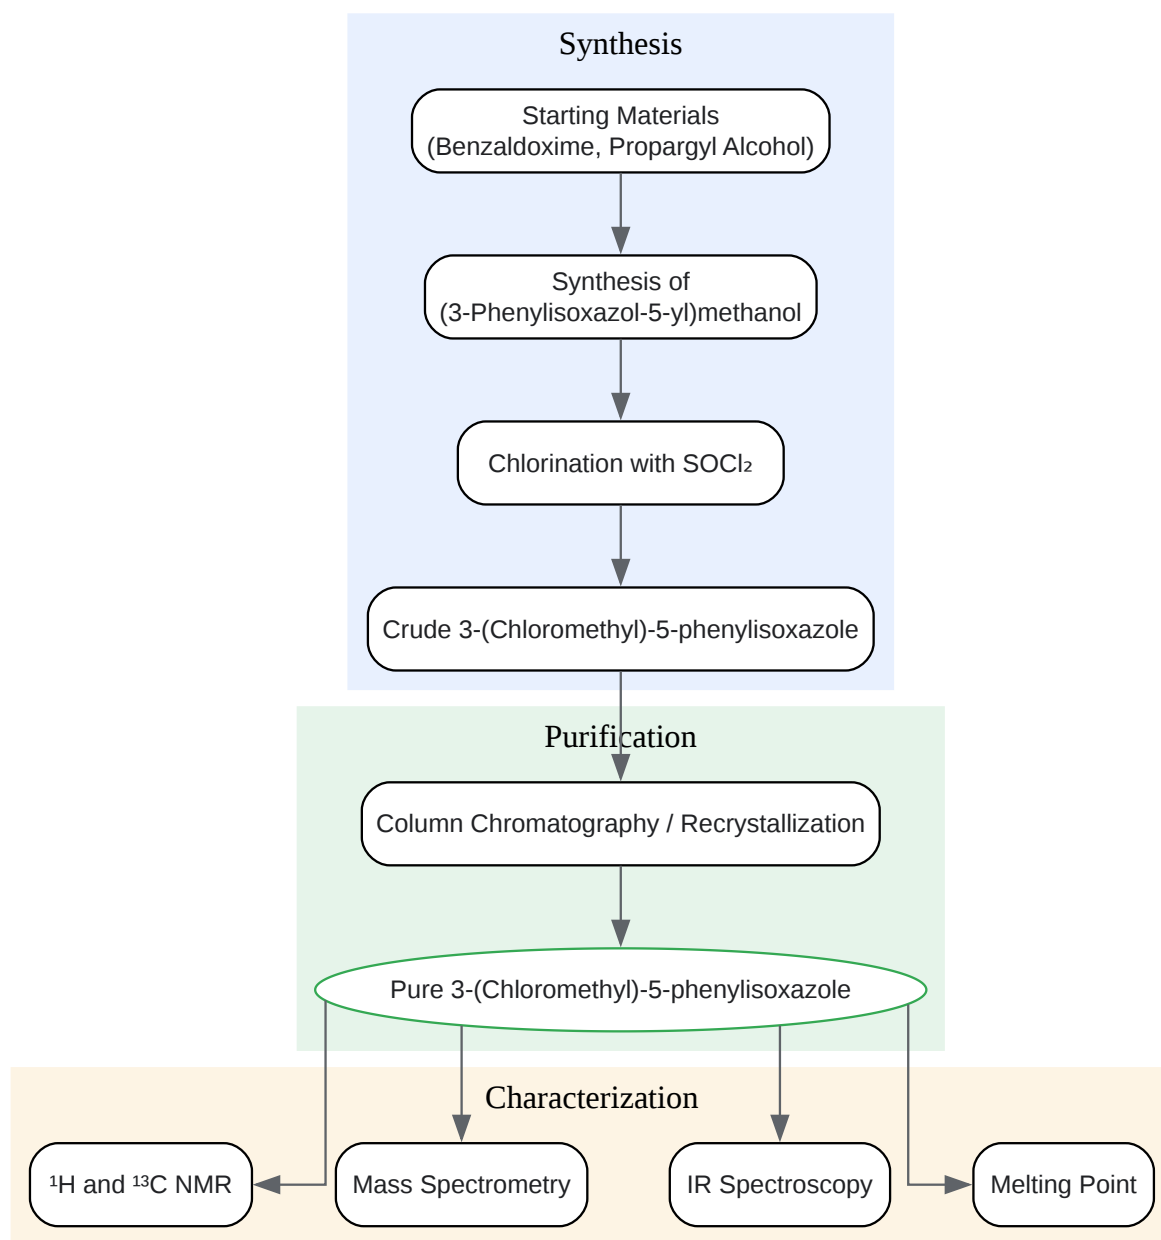 Synthesis
Starting Materials
(Benzaldoxime, Propargyl Alcohol)
Synthesis of
(3-Phenylisoxazol-5-yl)methanol
Chlorination with SOCl₂
Crude 3-(Chloromethyl)-5-phenylisoxazole
Purification
Column Chromatography / Recrystallization
Pure 3-(Chloromethyl)-5-phenylisoxazole
Characterization
¹H and ¹³C NMR
Mass Spectrometry
IR Spectroscopy
Melting Point